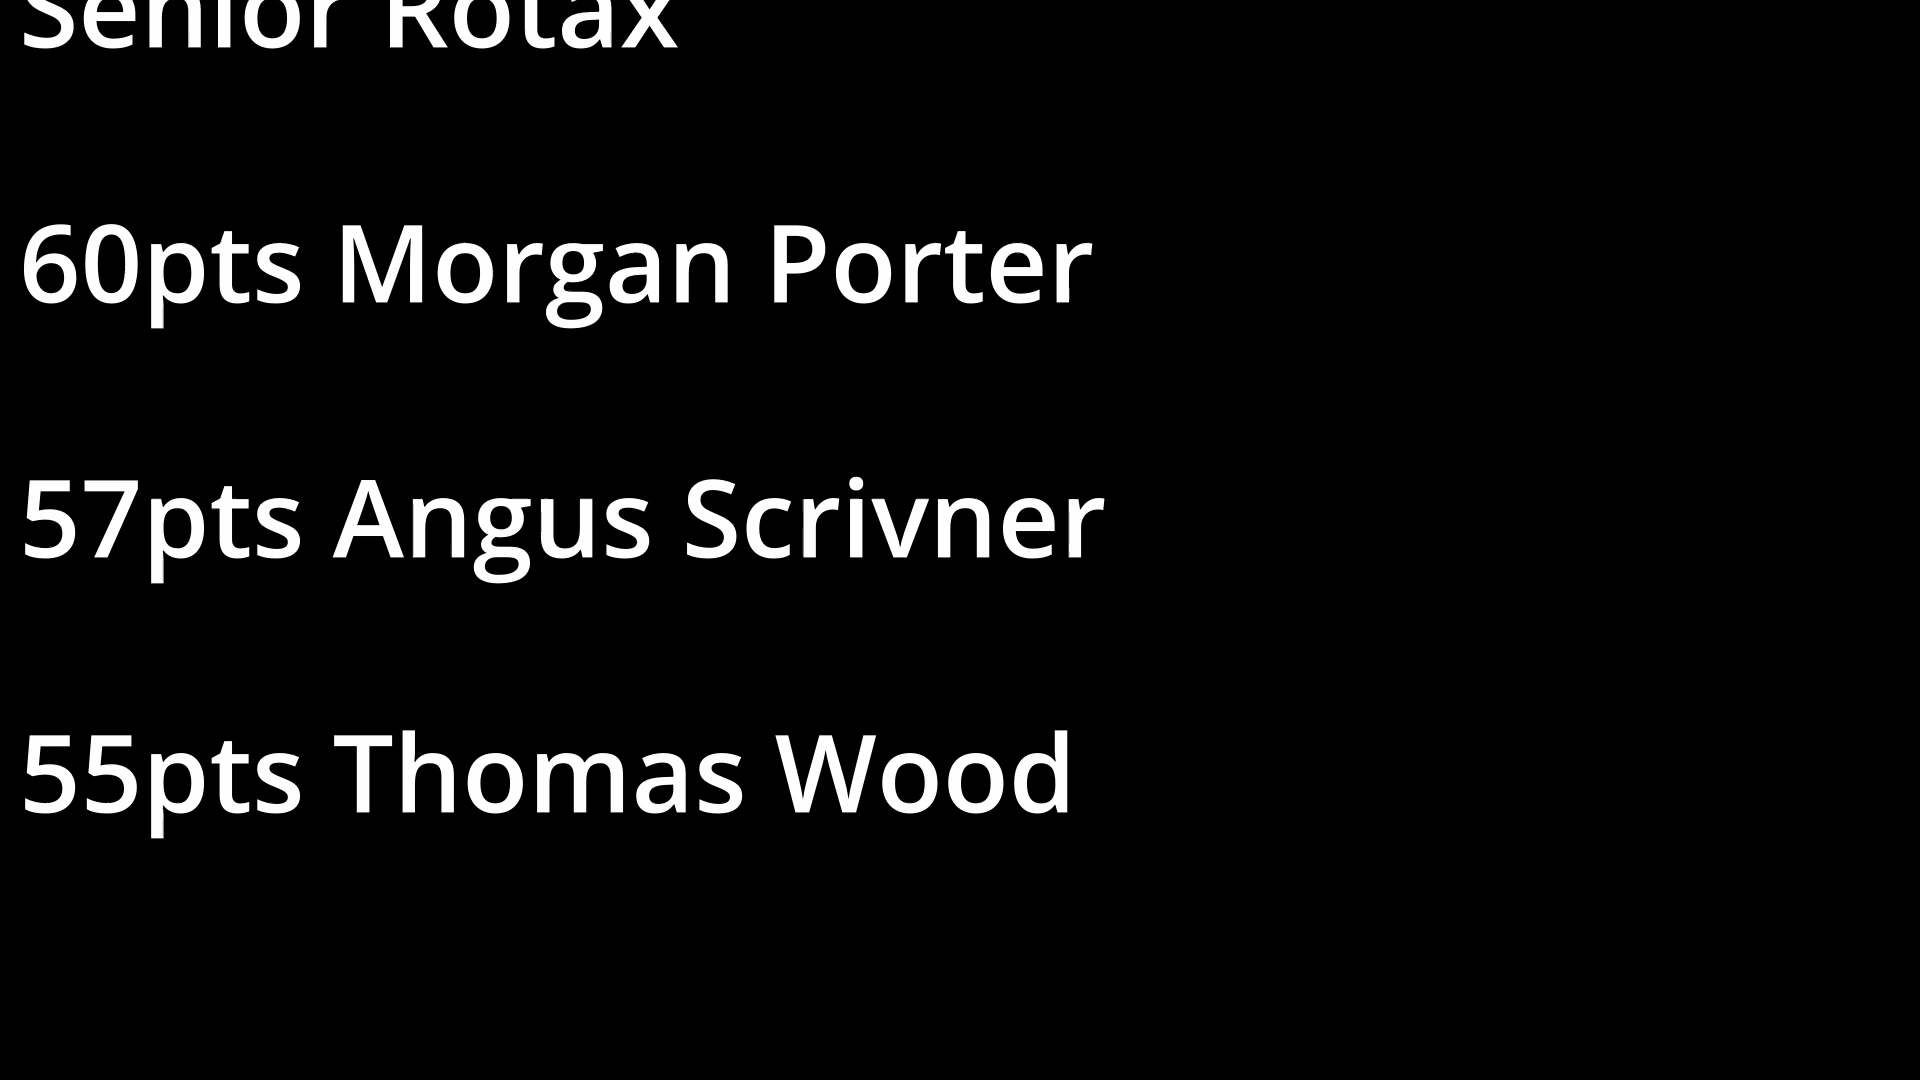 Senior Rotax
60pts Morgan Porter
57pts Angus Scrivner
55pts Thomas Wood